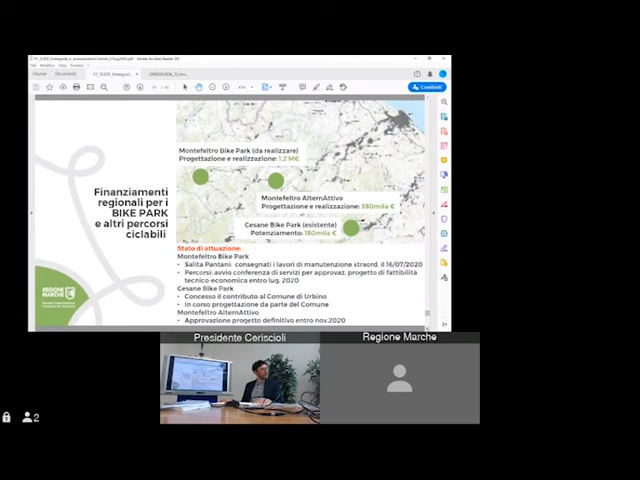 Home
Strumenti
Condividi
Montefeltro Bike Park (da realizzare)
Progettazione e realizzazione: 1,2 M€
Montefeltro AlternAttivo
Progettazione e realizzazione: 350mila €
Cesane Bike Park (esistente)
Potenziamento: 150mila €
Finanziamenti
regionali per i
BIKE PARK
e altri percorsi
ciclabili
Stato di attuazione:
Montefeltro Bike Park
• Salita Pantani: consegnati i lavori di manutenzione straord. il 16/07/2020
• Percorsi: avvio conferenza di servizi per approvaz. progetto di fattibilità
tecnico-economica entro lug. 2020
Cesane Bike Park
• Concesso il contributo al Comune di Urbino
• In corso progettazione da parte del Comune
Montefeltro AlternAttivo
• Approvazione progetto definitivo entro nov.2020
REGIONE
MARCHE
Presidente Ceriscioli
Regione Marche
2